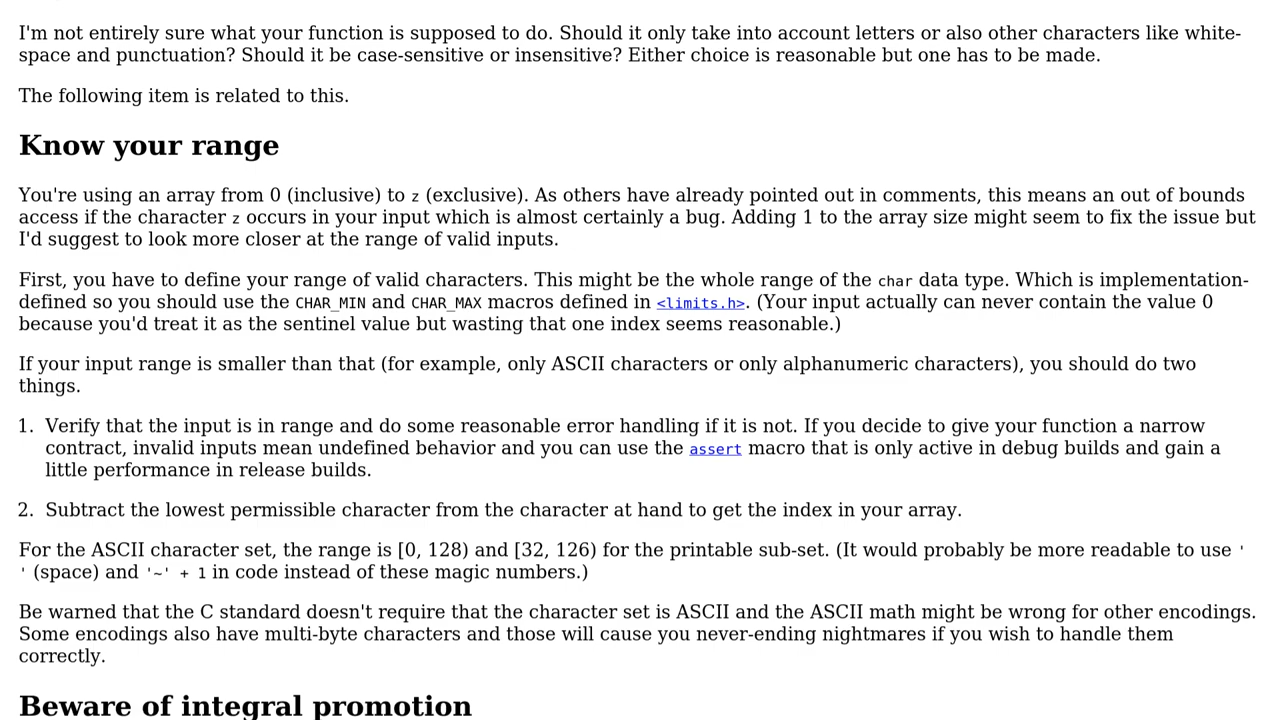 I'm not entirely sure what your function is supposed to do. Should it only take into account letters or also other characters like white-
space and punctuation? Should it be case-sensitive or insensitive? Either choice is reasonable but one has to be made.
The following item is related to this.
Know your range
You're using an array from 0 (inclusive) to z (exclusive). As others have already pointed out in comments, this means an out of bounds
access if the character z occurs in your input which is almost certainly a bug. Adding 1 to the array size might seem to fix the issue but
I'd suggest to look more closer at the range of valid inputs.
First, you have to define your range of valid characters. This might be the whole range of the char data type. Which is implementation-
defined so you should use the CHAR_MIN and CHAR_MAX macros defined in <limits.h>. (Your input actually can never contain the value 0
because you'd treat it as the sentinel value but wasting that one index seems reasonable.)
If your input range is smaller than that (for example, only ASCII characters or only alphanumeric characters), you should do two
things.
1. Verify that the input is in range and do some reasonable error handling if it is not. If you decide to give your function a narrow
contract, invalid inputs mean undefined behavior and you can use the assert macro that is only active in debug builds and gain a
little performance in release builds.
2. Subtract the lowest permissible character from the character at hand to get the index in your array.
For the ASCII character set, the range is [0, 128) and [32, 126) for the printable sub-set. (It would probably be more readable to use '
' (space) and '~' + 1 in code instead of these magic numbers.)
Be warned that the C standard doesn't require that the character set is ASCII and the ASCII math might be wrong for other encodings.
Some encodings also have multi-byte characters and those will cause you never-ending nightmares if you wish to handle them
correctly.
Beware of integral promotion